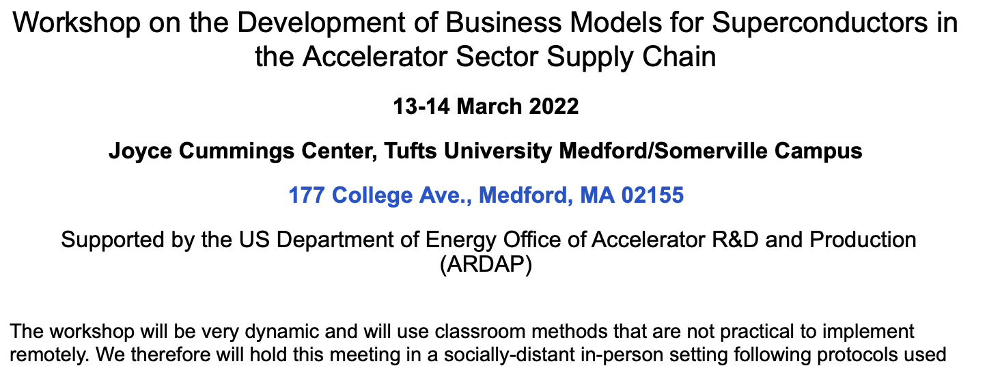 Workshop on the Development of Business Models for Superconductors in
the Accelerator Sector Supply Chain
13-14 March 2022
Joyce Cummings Center, Tufts University Medford/Somerville Campus
177 College Ave., Medford, MA 02155
Supported by the US Department of Energy Office of Accelerator R&D and Production
(ARDAP)
The workshop will be very dynamic and will use classroom methods that are not practical to implement
remotely. We therefore will hold this meeting in a socially-distant in-person setting following protocols used